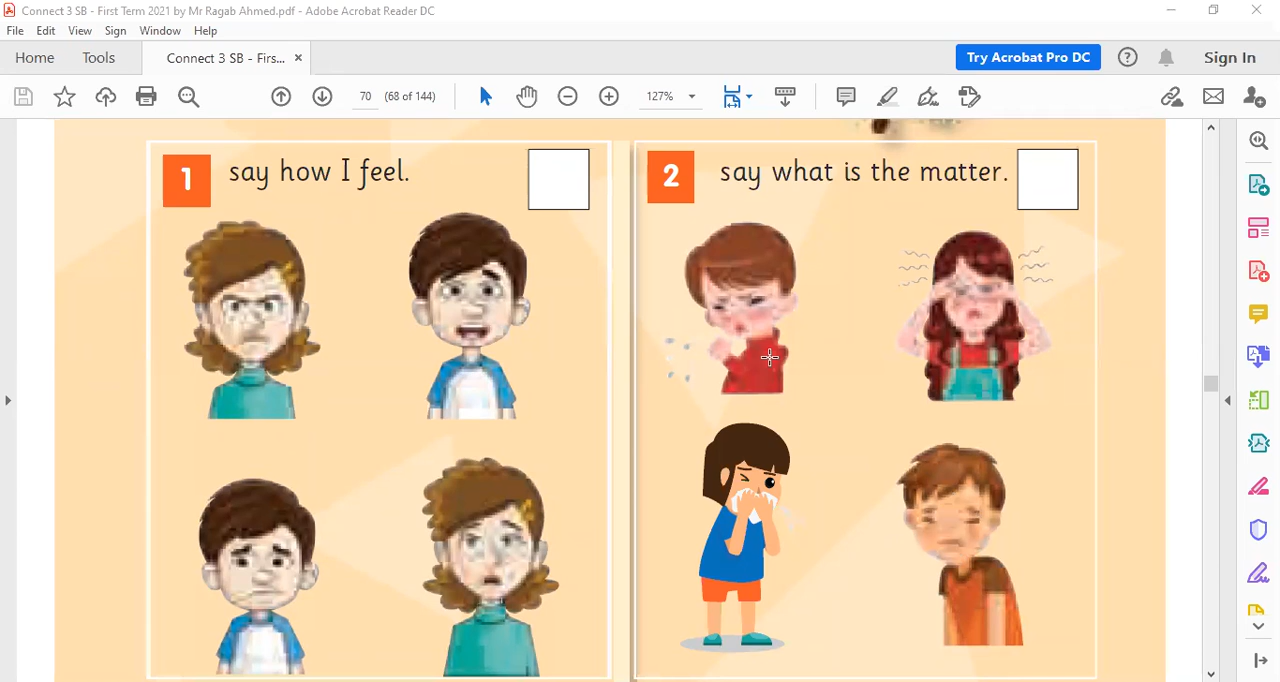 Connect 3 SB - First Term 2021 by Mr Ragab Ahmed.pdf - Adobe Acrobat Reader DC
File Edit View Sign Window Help
Home Tools Connect 3 SB - Firs... × Try Acrobat Pro DC ? Sign In
70 (68 of 144) 127%
1 say how I feel.
2 say what is the matter.